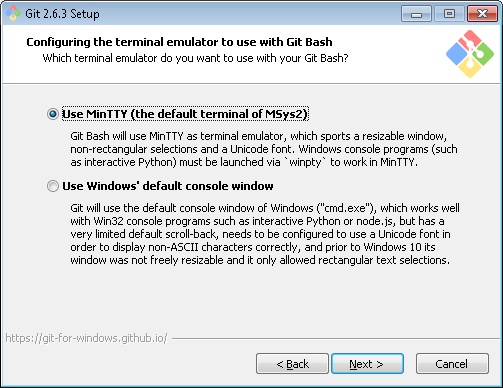 Git 2.6.3 Setup
Configuring the terminal emulator to use with Git Bash
Which terminal emulator do you want to use with your Git Bash?
Use MinTTY (the default terminal of MSys2)
Git Bash will use MinTTY as terminal emulator, which sports a resizable window,
non-rectangular selections and a Unicode font. Windows console programs (such
as interactive Python) must be launched via `winpty` to work in MinTTY.
Use Windows' default console window
Git will use the default console window of Windows ("cmd.exe"), which works well
with Win32 console programs such as interactive Python or node.js, but has a
very limited default scroll-back, needs to be configured to use a Unicode font in
order to display non-ASCII characters correctly, and prior to Windows 10 its
window was not freely resizable and it only allowed rectangular text selections.
https://git-for-windows.github.io/
< Back
Next >
Cancel